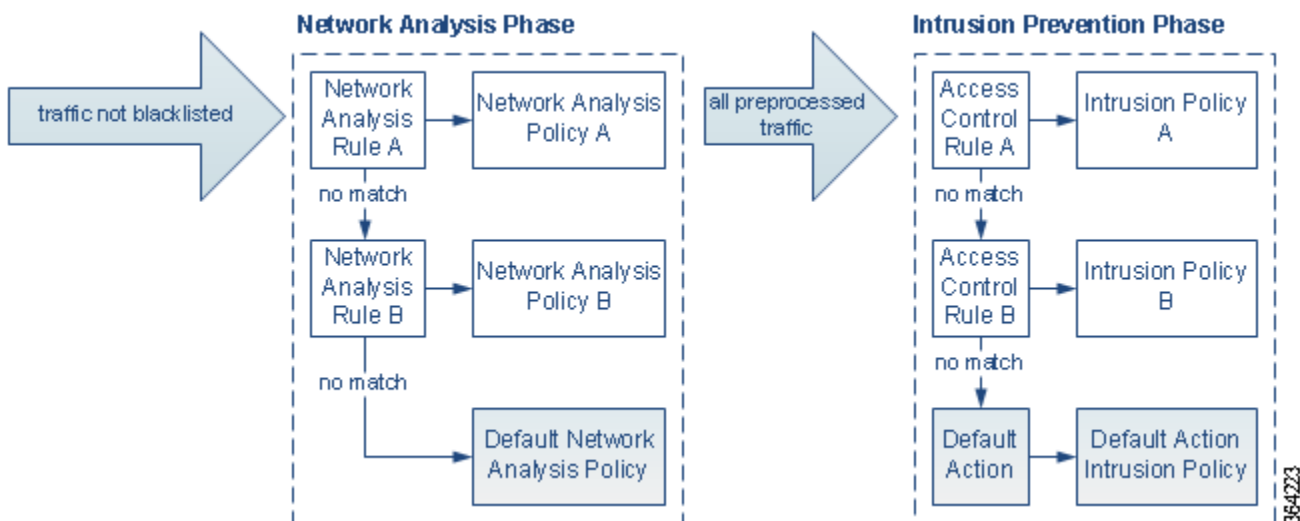 Network Analysis Phase
Intrusion Prevention Phase
traffic not blacklisted
Network
Analysis
Rule A
Network Analysis
Policy A
no match
Network
Analysis
Rule B
Network Analysis
Policy B
no match
Default Network
Analysis Policy
all preprocessed
traffic
Access
Control
Rule A
Intrusion Policy
A
no match
Access
Control
Rule B
Intrusion Policy
B
no match
Default
Action
Default Action
Intrusion Policy
364223